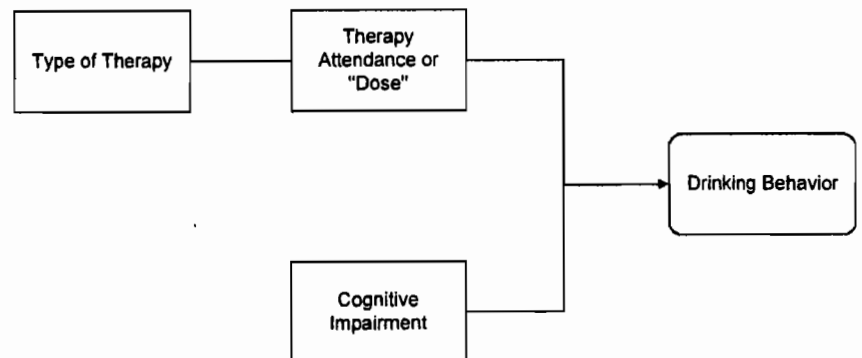 Type of Therapy
Therapy
Attendance or
"Dose"
Drinking Behavior
Cognitive
Impairment